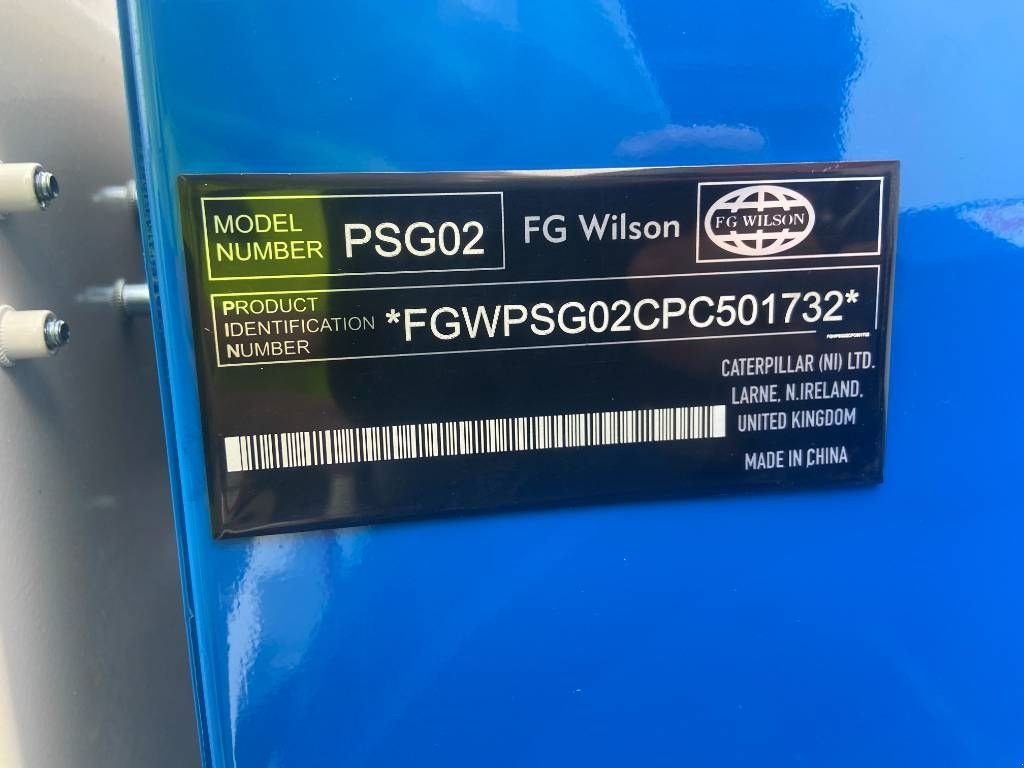 MODEL
NUMBER
PSG02
FG Wilson
FG WILSON
PRODUCT
IDENTIFICATION
NUMBER
*FGWPSG02CPC501732*
CATERPILLAR (NI) LTD.
LARNE, N.IRELAND.
UNITED KINGDOM
MADE IN CHINA